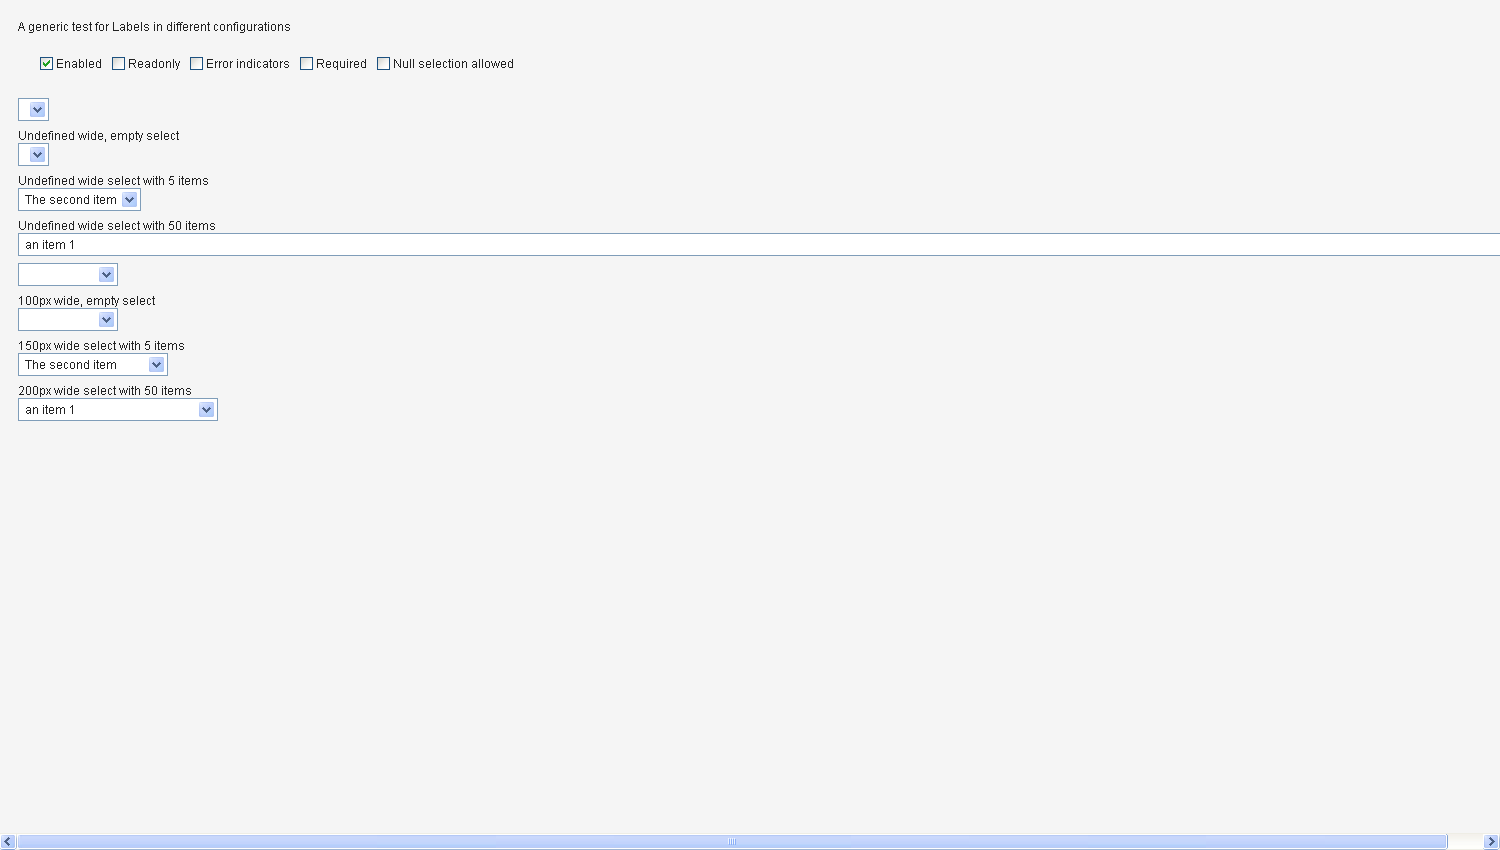 A generic test for Labels in different configurations
Enabled Readonly Error indicators Required Null selection allowed
Undefined wide, empty select
Undefined wide select with 5 items
The second item
Undefined wide select with 50 items
an item 1
100px wide, empty select
150px wide select with 5 items
The second item
200px wide select with 50 items
an item 1